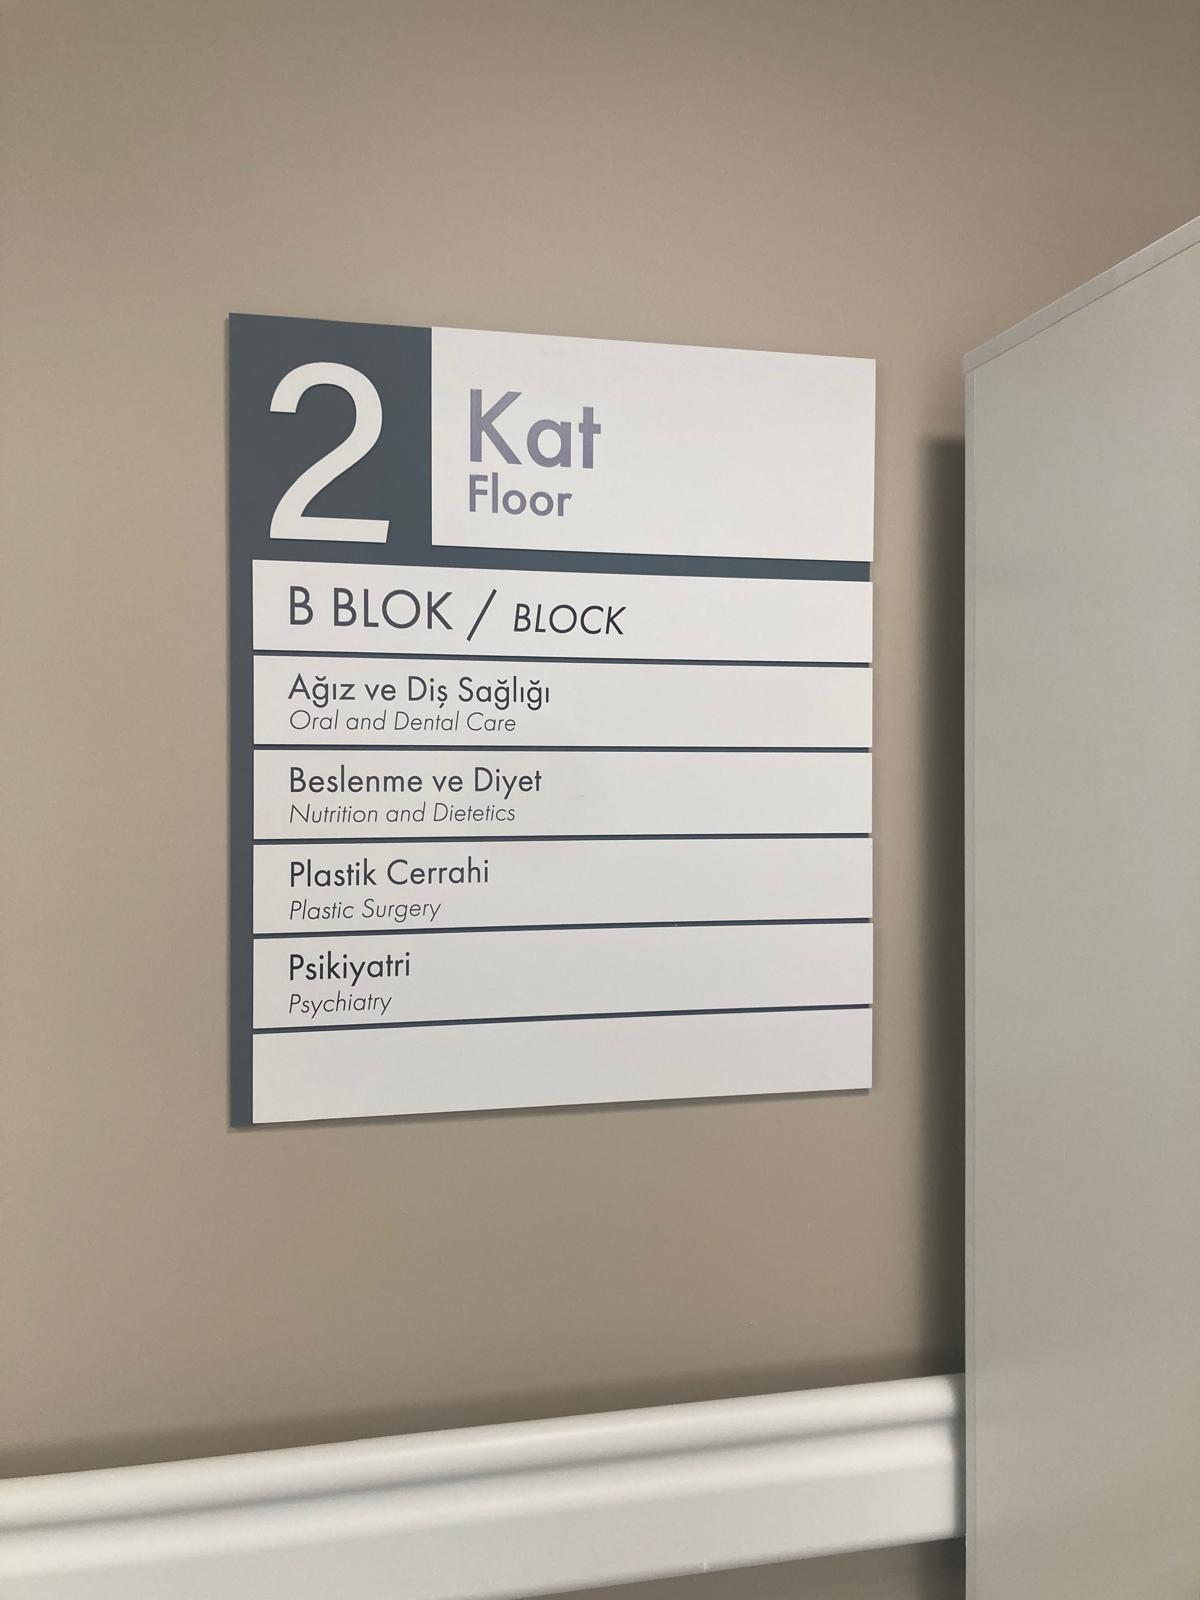 2 Kat
Floor
B BLOK / BLOCK
Ağız ve Diş Sağlığı
Oral and Dental Care
Beslenme ve Diyet
Nutrition and Dietetics
Plastik Cerrahi
Plastic Surgery
Psikiyatri
Psychiatry